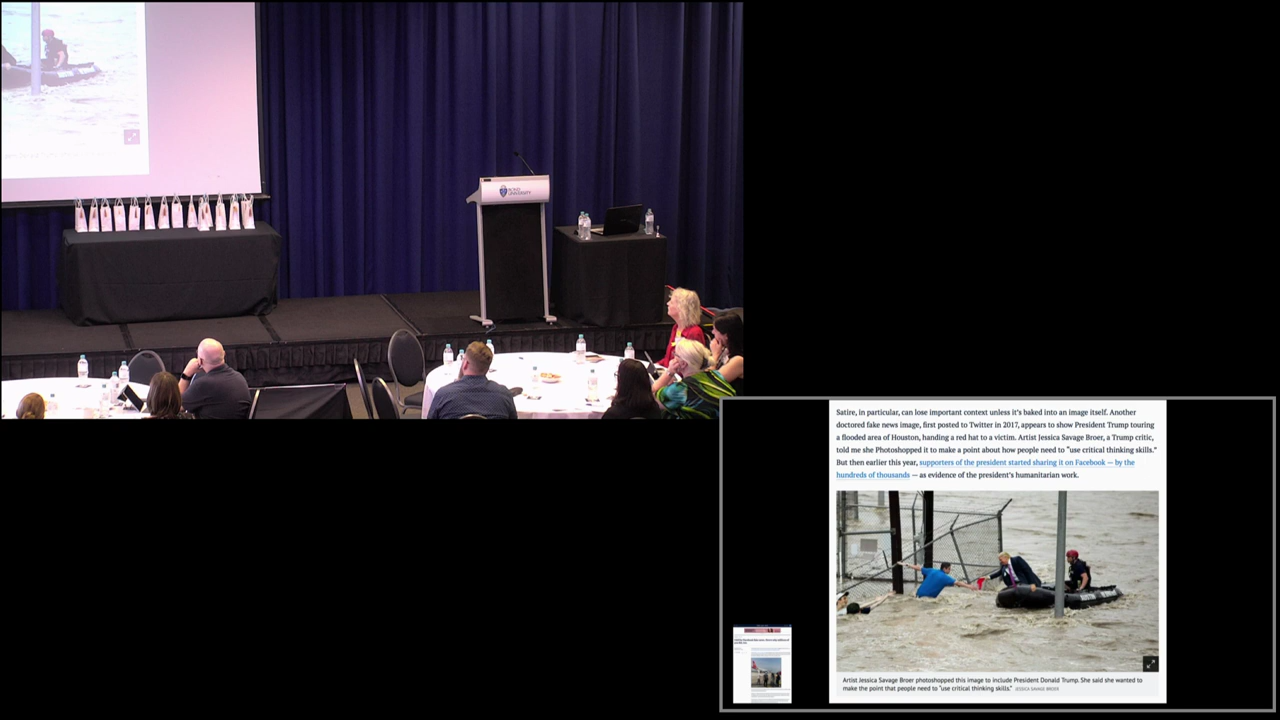 BOND
UNIVERSITY
Satire, in particular, can lose important context unless it's baked into an image itself. Another
doctored fake news image, first posted to Twitter in 2017, appears to show President Trump touring
a flooded area of Houston, handing a red hat to a victim. Artist Jessica Savage Broer, a Trump critic,
told me she Photoshopped it to make a point about how people need to "use critical thinking skills."
But then earlier this year, supporters of the president started sharing it on Facebook — by the
hundreds of thousands — as evidence of the president's humanitarian work.
Artist Jessica Savage Broer photoshopped this image to include President Donald Trump. She said she wanted to
make the point that people need to "use critical thinking skills." JESSICA SAVAGE BROER